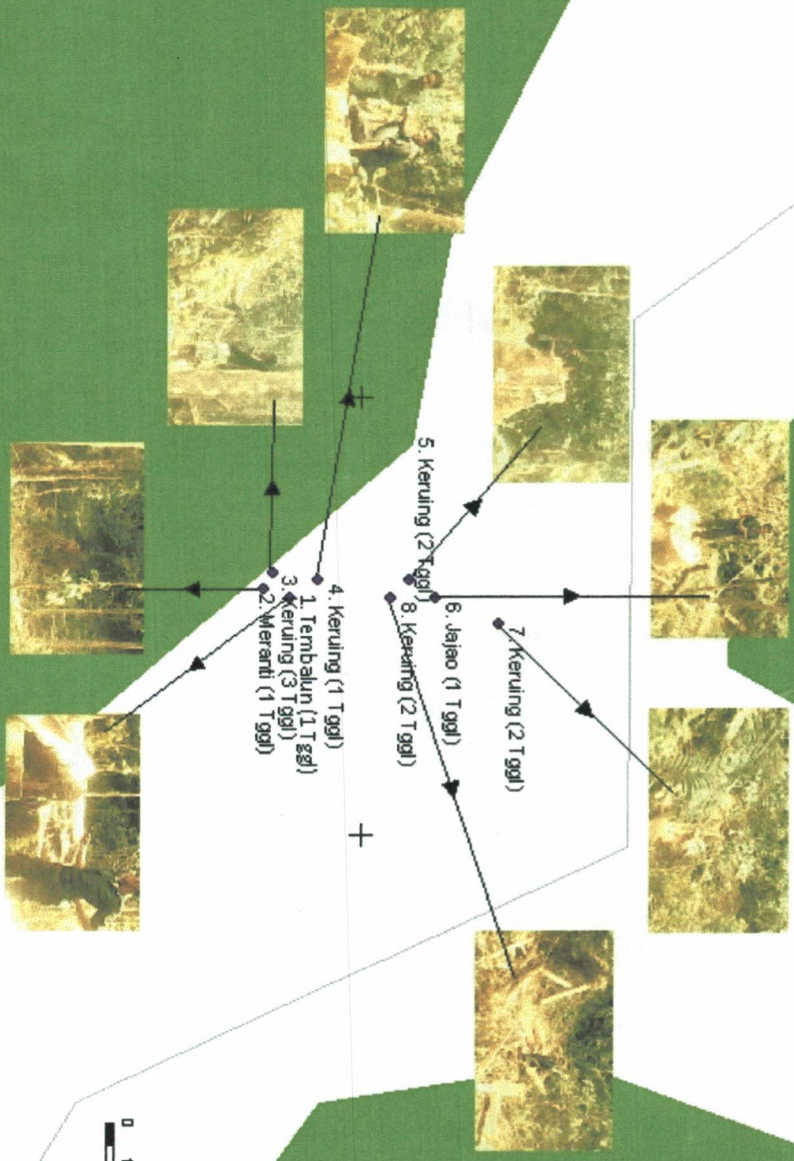 7. Keruing (2 Tggl)
6. Jajao (1 Tggl)
5. Keruing (2 Tggl)
8. Keruing (2 Tggl)
4. Keruing (1 Tggl)
1. Tembalun (1 Tggl)
3. Keruing (3 Tggl)
2. Meranti (1 Tggl)
0